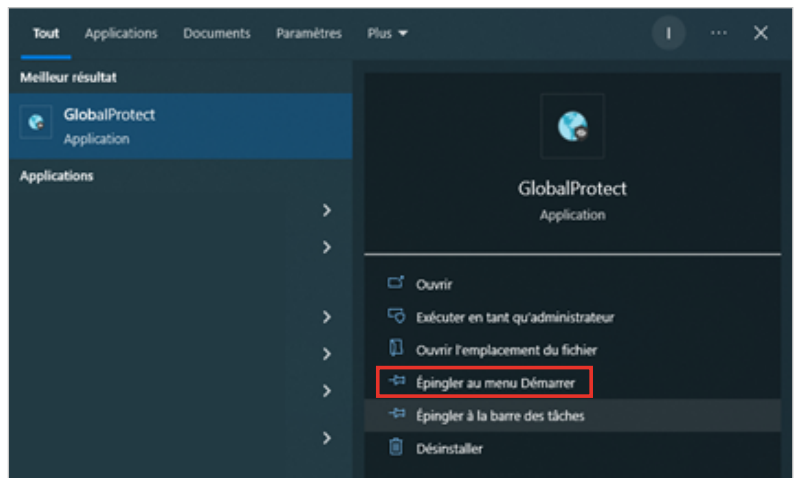 Tout Applications Documents Paramètres Plus I
Meilleur résultat
GlobalProtect
Application
Applications
GlobalProtect
Application
Ouvrir
Exécuter en tant qu'administrateur
Ouvrir l'emplacement du fichier
Épingler au menu Démarrer
Épingler à la barre des tâches
Désinstaller